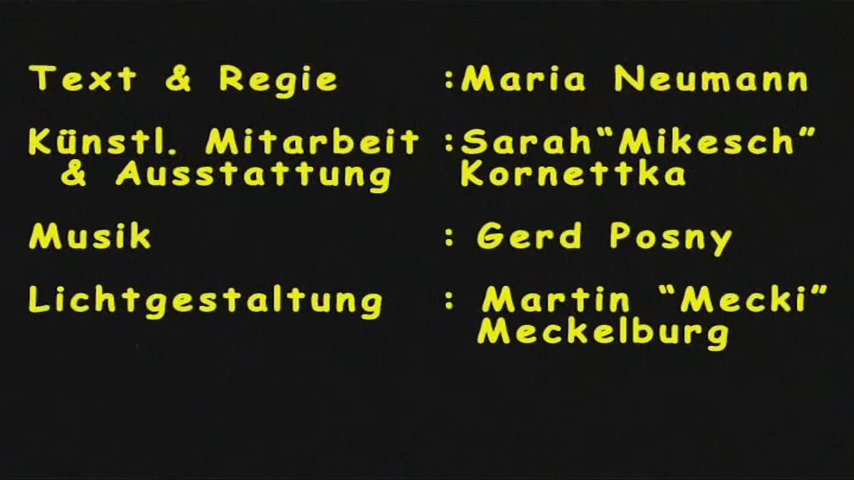 Text & Regie :Maria Neumann
Künstl. Mitarbeit :Sarah“Mikesch”
& Ausstattung Kornettka
Musik : Gerd Posny
Lichtgestaltung : Martin “Mecki”
Meckelburg